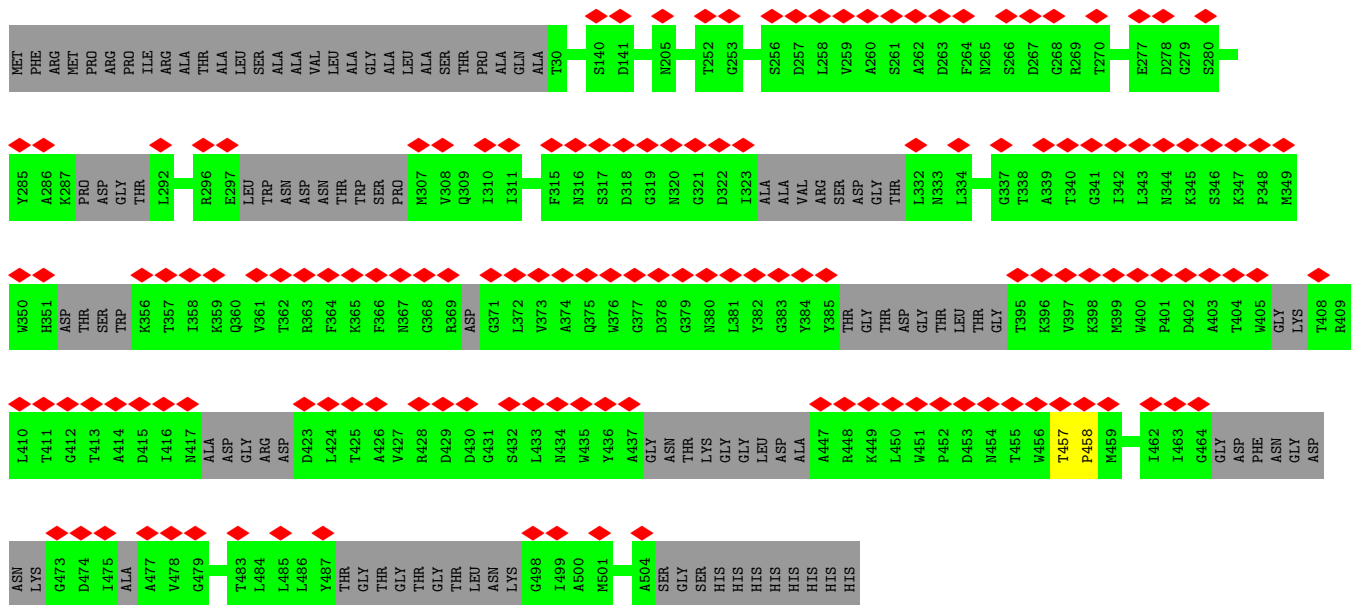 MET PHE ARG MET PRO ARG PRO ILE ARG ALA THR ALA LEU SER ALA ALA VAL LEU ALA GLY ALA LEU ALA SER THR PRO ALA GLN ALA T30 S140 D141 N205 T252 G253 S256 D257 L258 V259 A260 S261 A262 D263 F264 N265 S266 D267 G268 R269 T270 E277 D278 G279 S280
Y285 A286 K287 PRO ASP GLY THR L292 R296 E297 LEU TRP ASN ASP ASN THR TRP SER PRO M307 V308 Q309 I310 I311 F315 N316 S317 D318 G319 N320 G321 D322 I323 ALA ALA VAL ARG SER ASP GLY THR L332 N333 L334 G337 T338 A339 T340 G341 I342 L343 N344 K345 S346 K347 P348 M349
W350 H351 ASP THR SER TRP K356 T357 I358 K359 Q360 V361 T362 R363 F364 K365 F366 N367 G368 R369 ASP G371 L372 V373 A374 Q375 W376 G377 D378 G379 N380 L381 Y382 G383 Y384 Y385 THR GLY THR ASP GLY THR LEU THR GLY T395 K396 V397 K398 M399 W400 P401 D402 A403 T404 W405 GLY LYS T408 R409
L410 T411 G412 T413 A414 D415 I416 N417 ALA ASP GLY ARG ASP D423 L424 T425 A426 V427 R428 D429 D430 G431 S432 L433 N434 W435 Y436 A437 GLY ASN THR LYS GLY GLY LEU ASP ALA A447 R448 K449 L450 W451 P452 D453 N454 T455 W456 T457 P458 M459 I462 I463 G464 GLY ASP PHE ASN GLY ASP
ASN LYS G473 D474 I475 ALA A477 V478 G479 T483 L484 L485 L486 Y487 THR GLY THR GLY THR GLY THR LEU ASN LYS G498 I499 A500 M501 A504 SER GLY SER HIS HIS HIS HIS HIS HIS HIS HIS